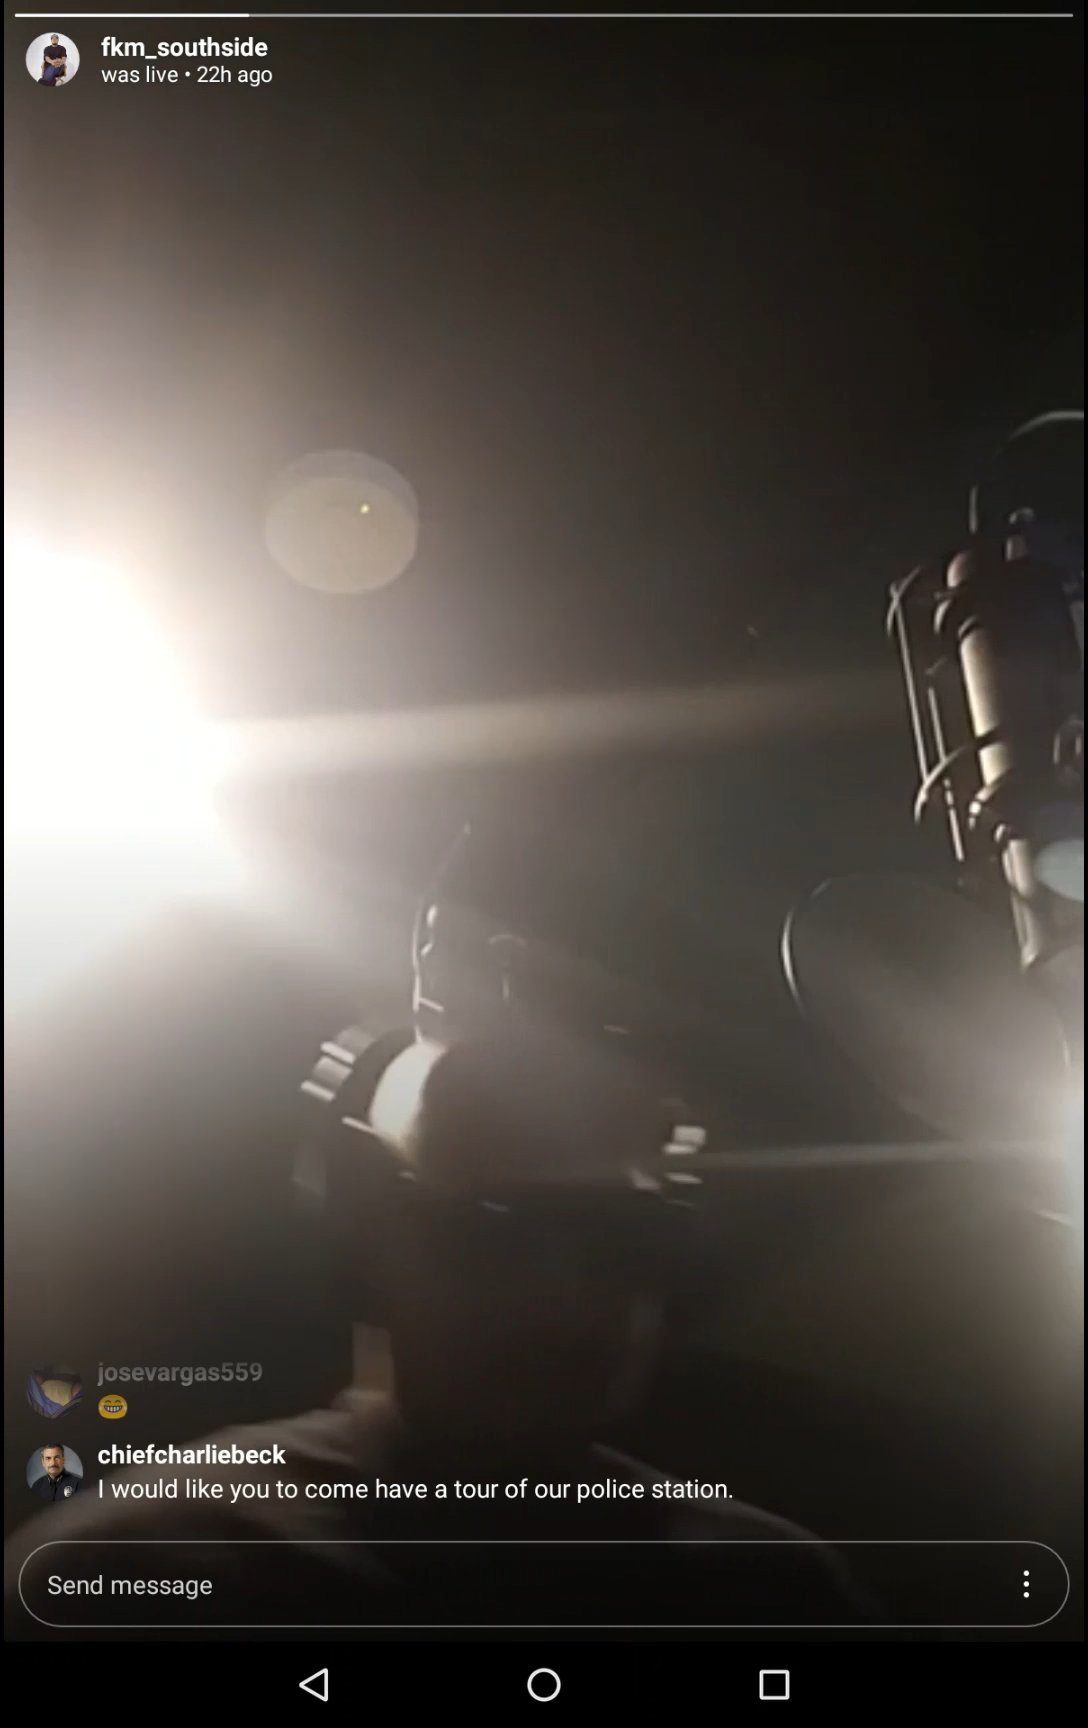 fkm_southside
was live • 22h ago
josevargas559
😁
chiefcharliebeck
I would like you to come have a tour of our police station.
Send message